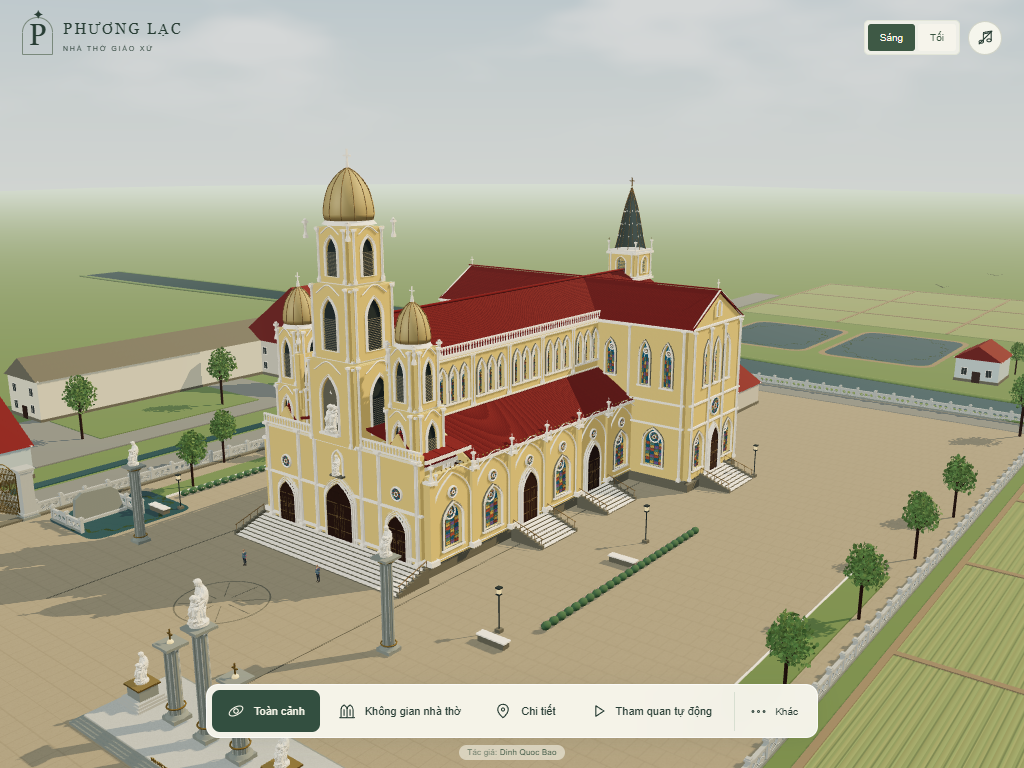 P
PHƯƠNG LẠC
NHÀ THỜ GIÁO XỨ
Sáng
Tối
Toàn cảnh
Không gian nhà thờ
Chi tiết
Tham quan tự động
Khác
Tác giả: Dinh Quoc Bao